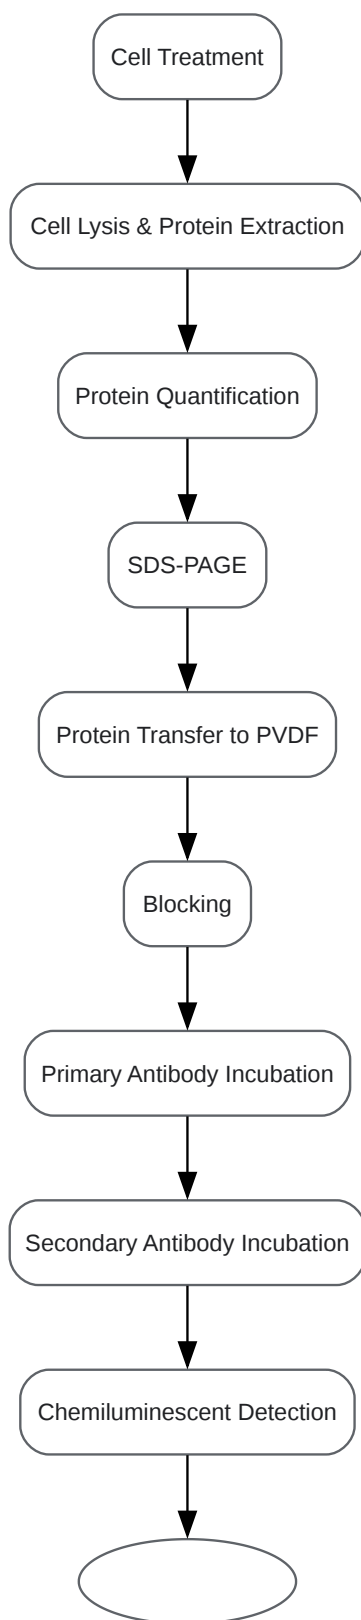 Cell Treatment
Cell Lysis & Protein Extraction
Protein Quantification
SDS-PAGE
Protein Transfer to PVDF
Blocking
Primary Antibody Incubation
Secondary Antibody Incubation
Chemiluminescent Detection